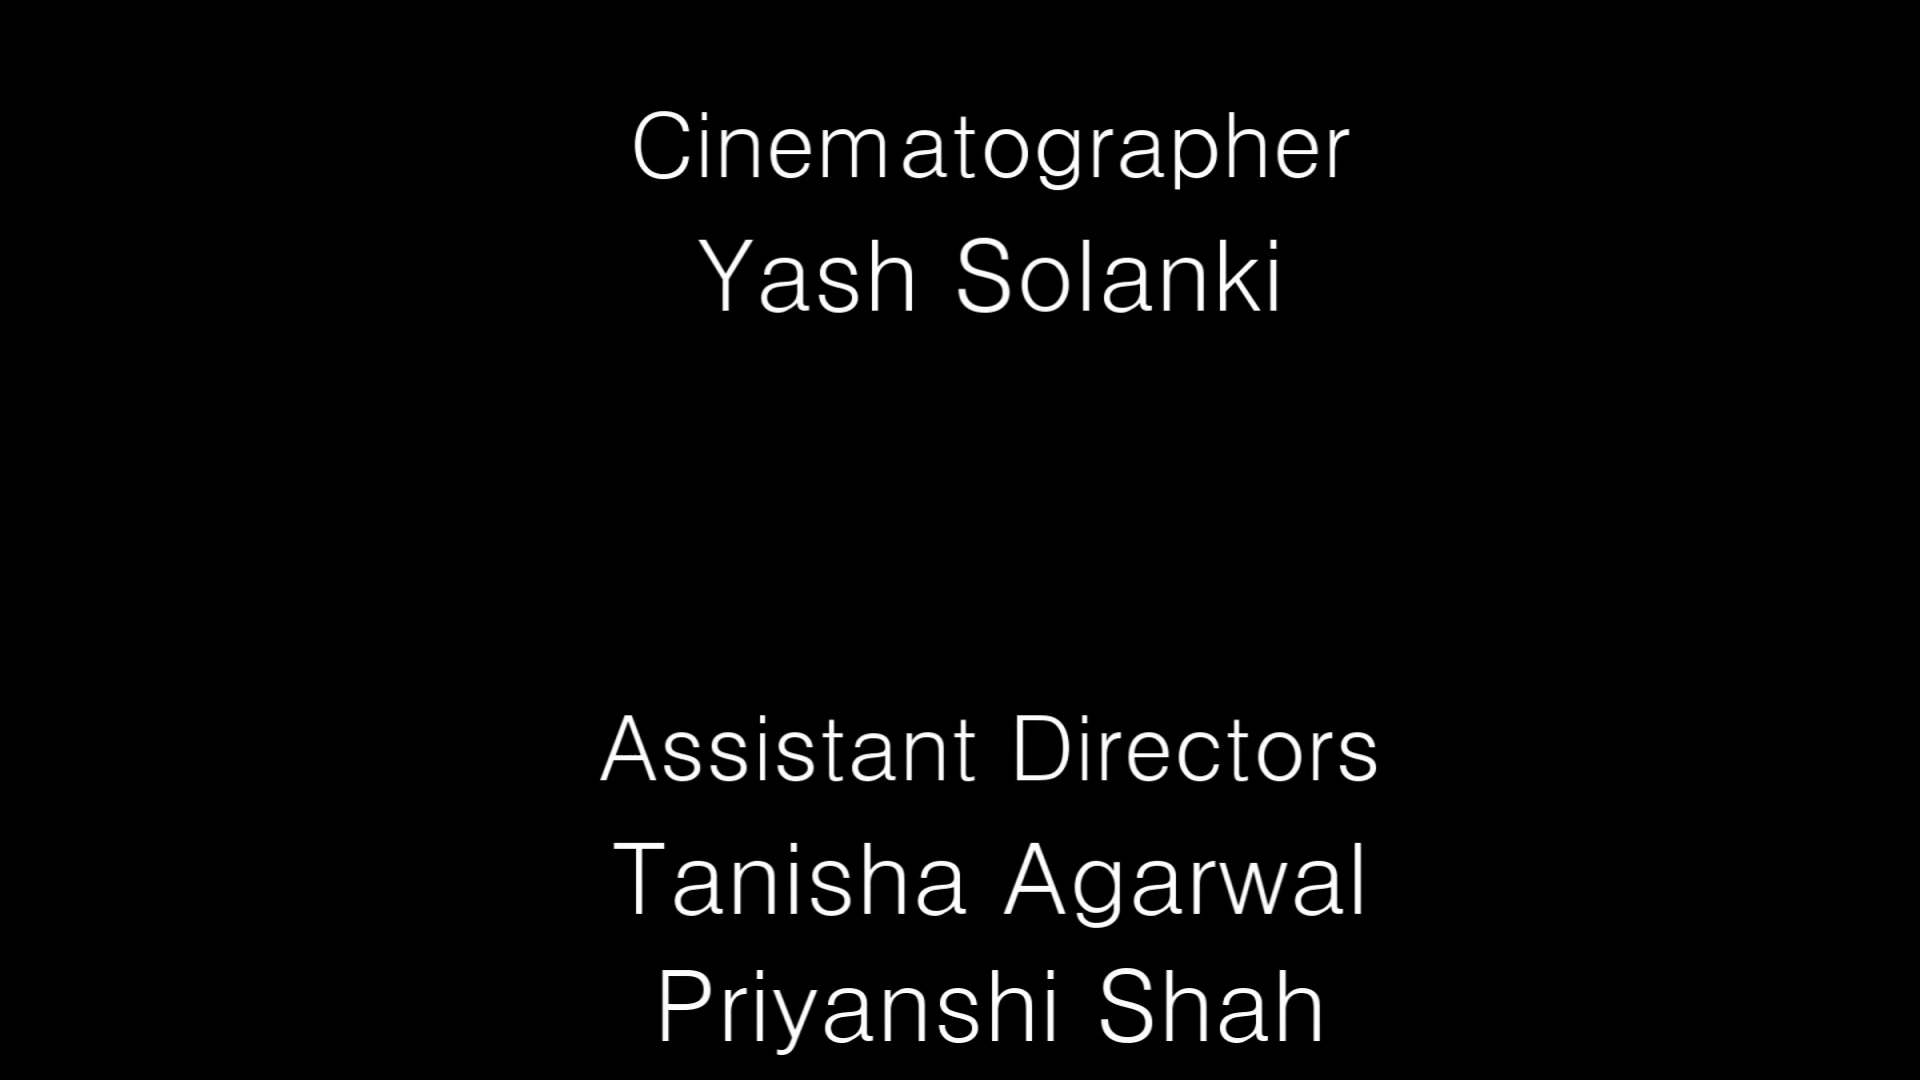 Cinematographer
Yash Solanki
Assistant Directors
Tanisha Agarwal
Priyanshi Shah